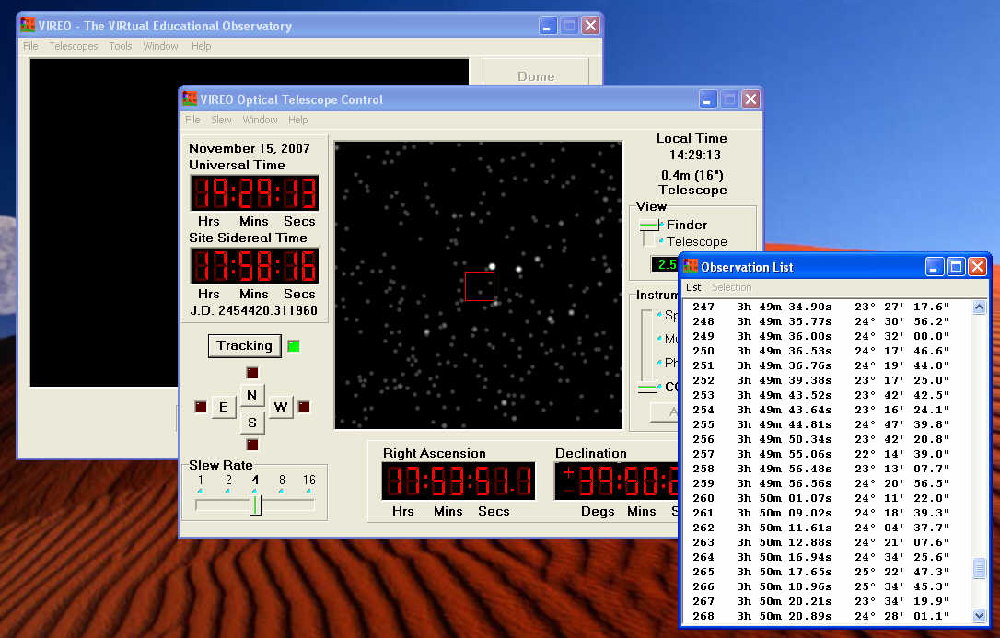 VIREO - The VIRtual Educational Observatory
File Telescopes Tools Window Help
Dome
VIREO Optical Telescope Control
File Slew Window Help
November 15, 2007
Universal Time
19:29:13
Hrs Mins Secs
Site Sidereal Time
17:58:16
Hrs Mins Secs
J.D. 2454420.311960
Tracking
N
E W
S
Slew Rate
1 2 4 8 16
Local Time
14:29:13
0.4m (16")
Telescope
View
Finder
Telescope
2.5
Right Ascension
17:53:51.1
Hrs Mins Secs
Declination
+39:50:
Degs Mins
Observation List
List Selection
247 3h 49m 34.90s 23° 27' 17.6"
248 3h 49m 35.77s 24° 30' 56.2"
249 3h 49m 36.00s 24° 32' 00.0"
250 3h 49m 36.53s 24° 17' 46.6"
251 3h 49m 36.76s 24° 19' 44.0"
252 3h 49m 39.38s 23° 17' 25.0"
253 3h 49m 43.52s 23° 42' 42.5"
254 3h 49m 43.64s 23° 16' 24.1"
255 3h 49m 44.81s 24° 47' 39.8"
256 3h 49m 50.34s 23° 42' 20.8"
257 3h 49m 55.06s 22° 14' 39.0"
258 3h 49m 56.48s 23° 13' 07.7"
259 3h 49m 56.56s 24° 20' 56.5"
260 3h 50m 01.07s 24° 11' 22.0"
261 3h 50m 09.02s 24° 18' 39.3"
262 3h 50m 11.61s 24° 04' 37.7"
263 3h 50m 12.88s 24° 21' 07.6"
264 3h 50m 16.94s 24° 34' 25.6"
265 3h 50m 17.65s 25° 22' 47.3"
266 3h 50m 18.96s 25° 34' 45.3"
267 3h 50m 20.21s 23° 34' 19.9"
268 3h 50m 20.89s 24° 28' 01.1"